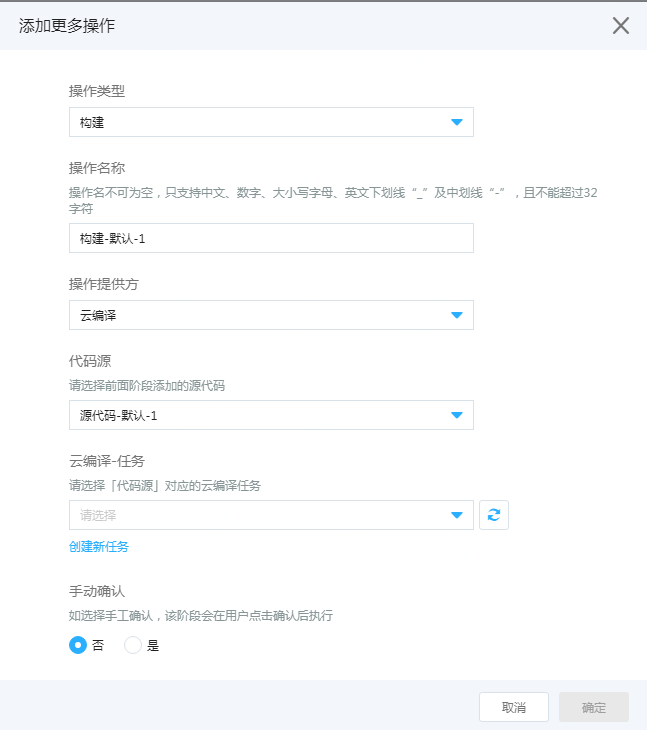 添加更多操作
操作类型
构建
操作名称
操作名不可为空，只支持中文、数字、大小写字母、英文下划线“_”及中划线“-”，且不能超过32
字符
构建-默认-1
操作提供方
云编译
代码源
请选择前面阶段添加的源代码
源代码-默认-1
云编译-任务
请选择「代码源」对应的云编译任务
请选择
创建新任务
手动确认
如选择手工确认，该阶段会在用户点击确认后执行
否 是
取消 确定